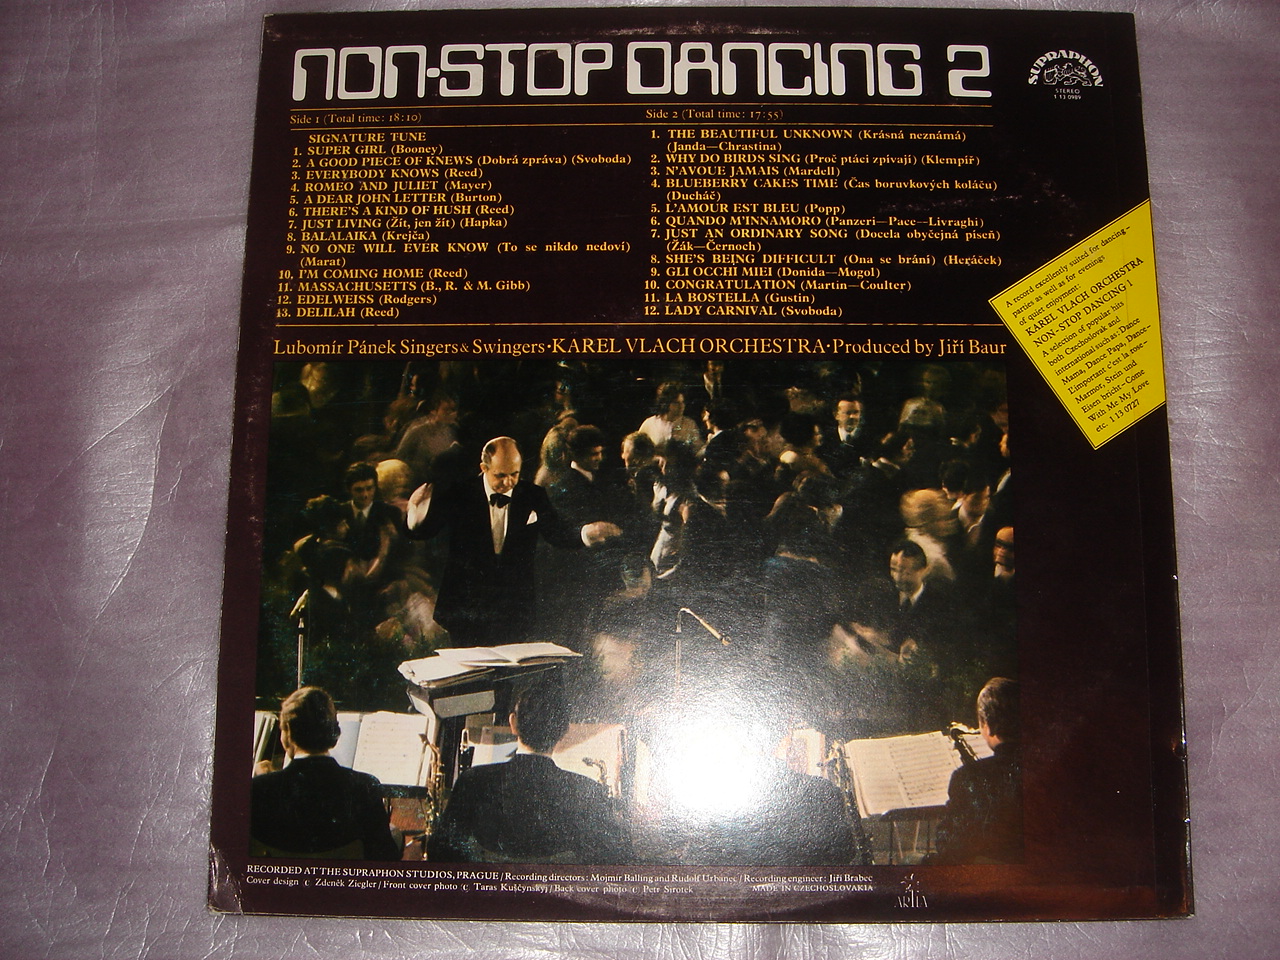 NON-STOP DANCING 2
SUPRAPHON
STEREO
1 13 0989
Side 1 (Total time: 18:10)
SIGNATURE TUNE
1. SUPER GIRL (Booney)
2. A GOOD PIECE OF KNEWS (Dobrá zpráva) (Svoboda)
3. EVERYBODY KNOWS (Reed)
4. ROMEO AND JULIET (Mayer)
5. A DEAR JOHN LETTER (Burton)
6. THERE'S A KIND OF HUSH (Reed)
7. JUST LIVING (Žít, jen žít) (Hapka)
8. BALALAIKA (Krejča)
9. NO ONE WILL EVER KNOW (To se nikdo nedoví)
(Marat)
10. I'M COMING HOME (Reed)
11. MASSACHUSETTS (B., R. & M. Gibb)
12. EDELWEISS (Rodgers)
13. DELILAH (Reed)
Side 2 (Total time: 17:55)
1. THE BEAUTIFUL UNKNOWN (Krásná neznámá)
(Janda—Chrastina)
2. WHY DO BIRDS SING (Proč ptáci zpívají) (Klempíř)
3. N'AVOUE JAMAIS (Mardell)
4. BLUEBERRY CAKES TIME (Čas boruvkových koláču)
(Ducháč)
5. L'AMOUR EST BLEU (Popp)
6. QUANDO M'INNAMORO (Panzeri—Pace—Livraghi)
7. JUST AN ORDINARY SONG (Docela obyčejná píseň)
(Žák—Černoch)
8. SHE'S BEING DIFFICULT (Ona se brání) (Heráček)
9. GLI OCCHI MIEI (Donida—Mogol)
10. CONGRATULATION (Martin—Coulter)
11. LA BOSTELLA (Gustin)
12. LADY CARNIVAL (Svoboda)
A record excellently suited for dancing-
parties as well as for evenings
of quiet enjoyment:
KAREL VLACH ORCHESTRA
NON-STOP DANCING 1
A selection of popular hits
both Czechoslovak and
international such as: Dance
Mama, Dance Papa, Dance-
L'important c'est la rose-
Marmor, Stein und
Eisen bricht-Come
With Me My Love
etc. 1 13 0727
Lubomír Pánek Singers & Swingers·KAREL VLACH ORCHESTRA·Produced by Jiří Baur
RECORDED AT THE SUPRAPHON STUDIOS, PRAGUE / Recording directors: Mojmír Balling and Rudolf Urbanec / Recording engineer: Jiří Brabec
Cover design © Zdeněk Ziegler / Front cover photo © Taras Kuščynskyj / Back cover photo © Petr Sirotek
MADE IN CZECHOSLOVAKIA
ARTIA